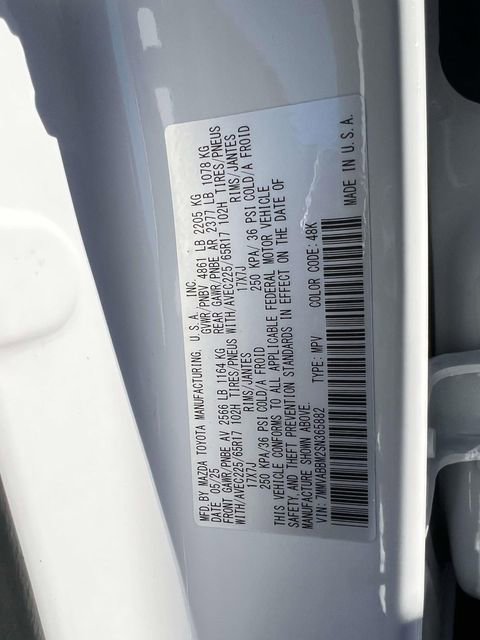 MFD. BY MAZDA TOYOTA MANUFACTURING, U.S.A., INC.
DATE 05/25 GVWR/PNBV 4861 LB 2205 KG
FRONT GAWR/PNBE AV 2566 LB 1164 KG REAR GAWR/PNBE AR 2377 LB 1078 KG
WITH/AVEC225/65R17 102H TIRES/PNEUS WITH/AVEC225/65R17 102H TIRES/PNEUS
17X7J RIMS/JANTES 17X7J RIMS/JANTES
250 KPA/36 PSI COLD/A FROID 250 KPA/ 36 PSI COLD/A FROID
THIS VEHICLE CONFORMS TO ALL APPLICABLE FEDERAL MOTOR VEHICLE
SAFETY, AND THEFT PREVENTION STANDARDS IN EFFECT ON THE DATE OF
MANUFACTURE SHOWN ABOVE.
VIN: 7MMVABBM2SN365882 TYPE: MPV COLOR CODE: 48K
MADE IN U.S.A.